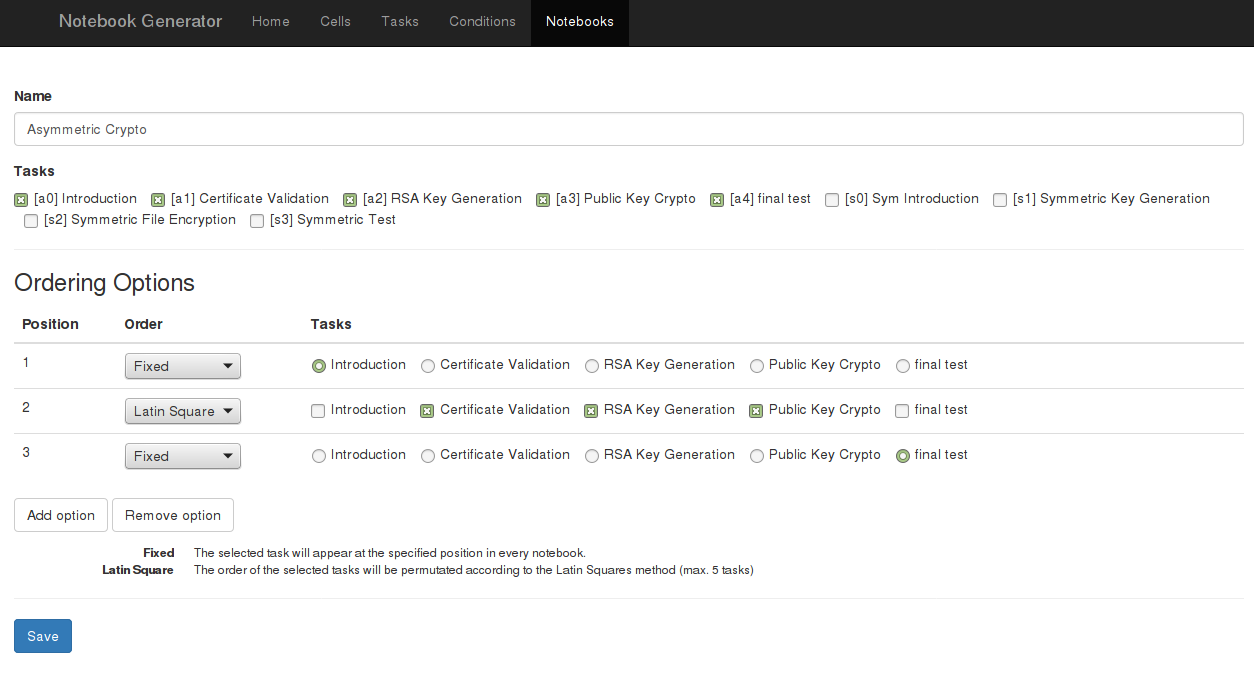 Notebook Generator Home Cells Tasks Conditions Notebooks
Name
Asymmetric Crypto
Tasks
[a0] Introduction [a1] Certificate Validation [a2] RSA Key Generation [a3] Public Key Crypto [a4] final test [s0] Sym Introduction [s1] Symmetric Key Generation
[s2] Symmetric File Encryption [s3] Symmetric Test
Ordering Options
Position Order Tasks
1 Fixed Introduction Certificate Validation RSA Key Generation Public Key Crypto final test
2 Latin Square Introduction Certificate Validation RSA Key Generation Public Key Crypto final test
3 Fixed Introduction Certificate Validation RSA Key Generation Public Key Crypto final test
Add option Remove option
Fixed The selected task will appear at the specified position in every notebook.
Latin Square The order of the selected tasks will be permutated according to the Latin Squares method (max. 5 tasks)
Save